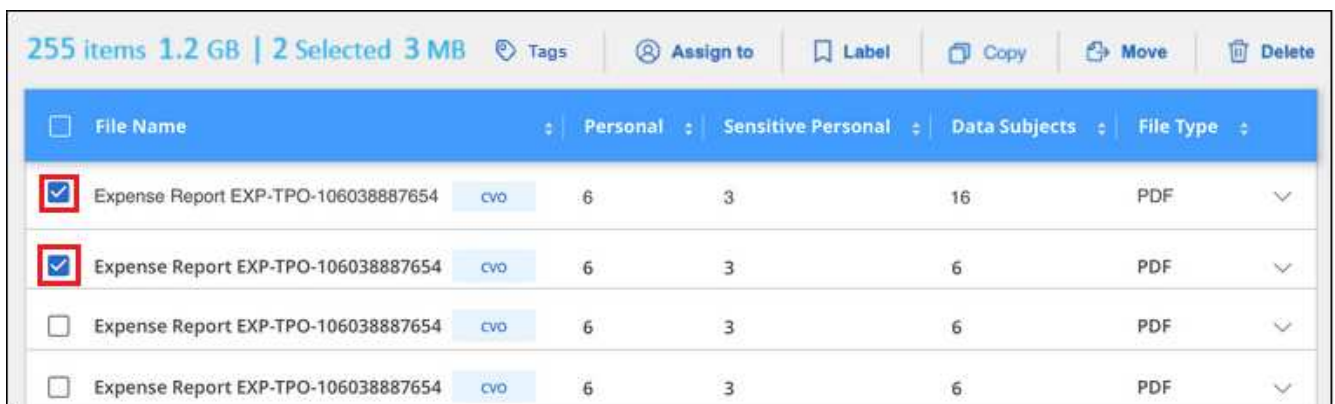 255 items 1.2 GB | 2 Selected 3 MB Tags Assign to Label Copy Move Delete
File Name Personal Sensitive Personal Data Subjects File Type
Expense Report EXP-TPO-106038887654 CVO 6 3 16 PDF
Expense Report EXP-TPO-106038887654 CVO 6 3 6 PDF
Expense Report EXP-TPO-106038887654 CVO 6 3 6 PDF
Expense Report EXP-TPO-106038887654 CVO 6 3 6 PDF